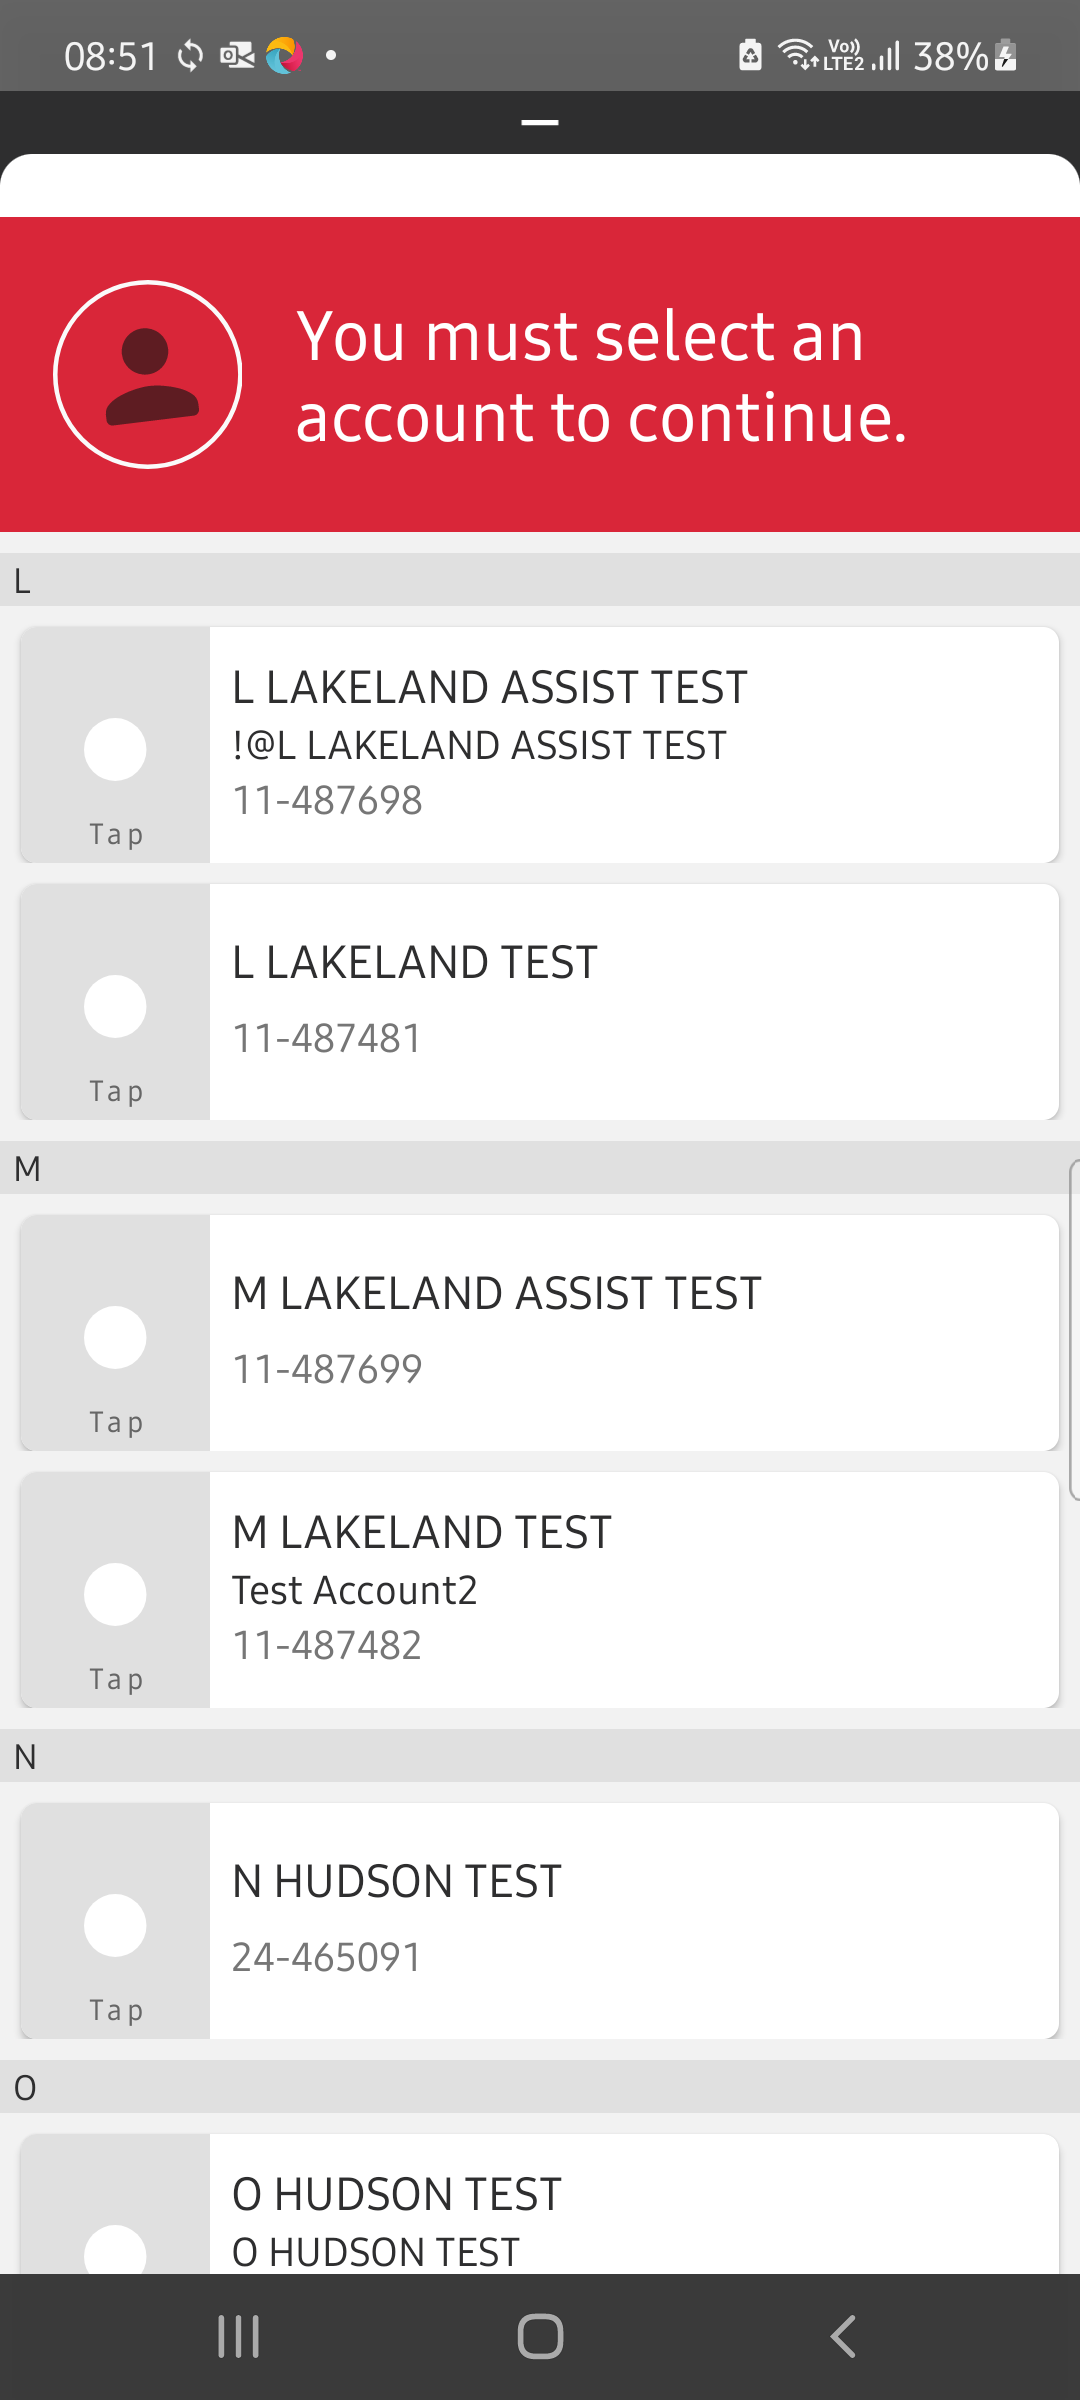 08:51
Vo))
LTE2
38%
You must select an
account to continue.
L
L LAKELAND ASSIST TEST
!@L LAKELAND ASSIST TEST
11-487698
Tap
L LAKELAND TEST
11-487481
Tap
M
M LAKELAND ASSIST TEST
11-487699
Tap
M LAKELAND TEST
Test Account2
11-487482
Tap
N
N HUDSON TEST
24-465091
Tap
O
O HUDSON TEST
O HUDSON TEST